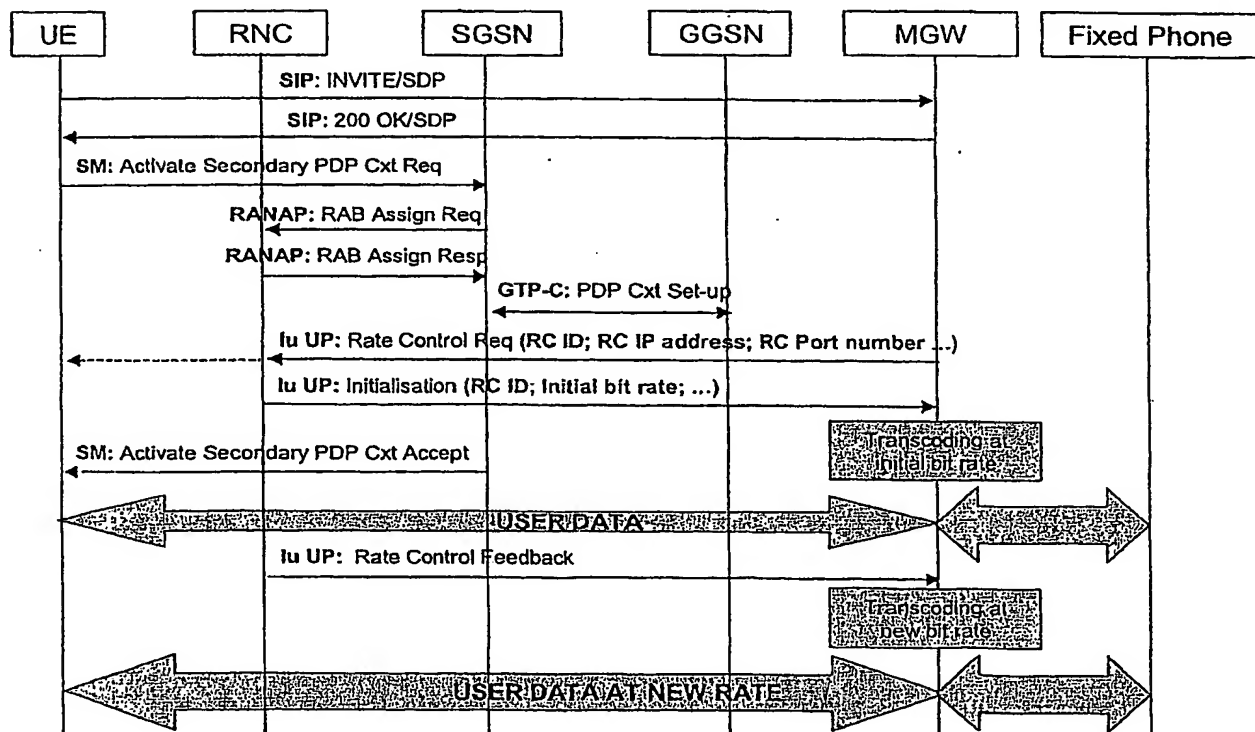 UE RNC SGSN GGSN MGW Fixed Phone
SIP: INVITE/SDP
SIP: 200 OK/SDP
SM: Activate Secondary PDP Cxt Req
RANAP: RAB Assign Req
RANAP: RAB Assign Resp
GTP-C: PDP Cxt Set-up
Iu UP: Rate Control Req (RC ID; RC IP address; RC Port number ...)
Iu UP: Initialisation (RC ID; Initial bit rate; ...)
Transcoding at
initial bit rate
SM: Activate Secondary PDP Cxt Accept
USER DATA
Iu UP: Rate Control Feedback
Transcoding at
new bit rate
USER DATA AT NEW RATE